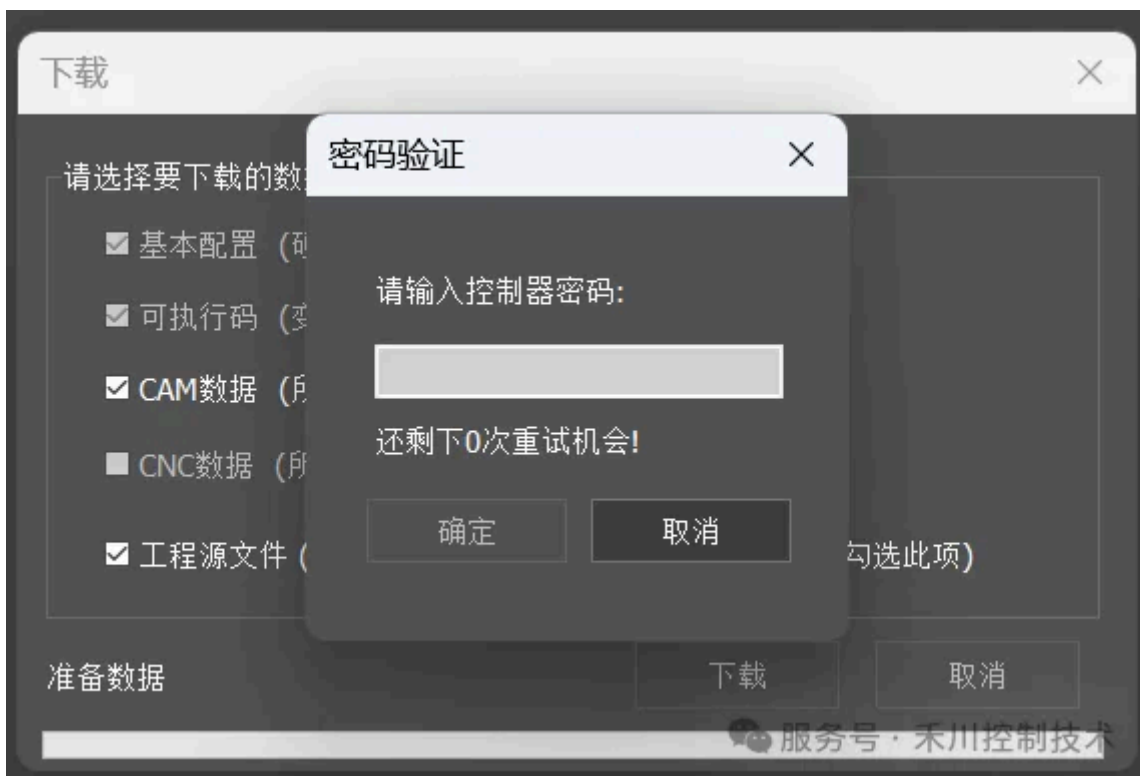 下载
密码验证
请选择要下载的数
基本配置 (
请输入控制器密码:
可执行码 (
CAM数据 (
还剩下0次重试机会!
CNC数据 (
确定 取消
工程源文件 ( 勾选此项)
准备数据 下载 取消
服务号 · 禾川控制技术